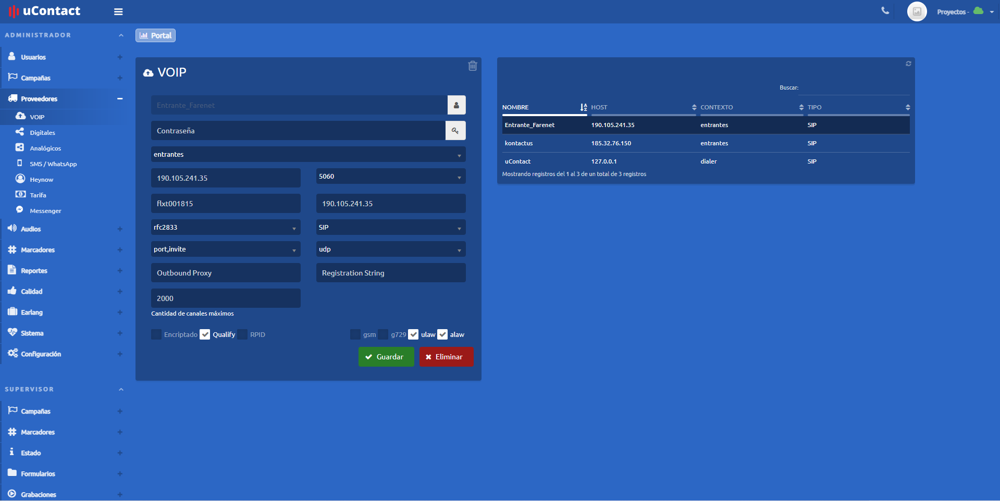 uContact
Proyectos -
ADMINISTRADOR
Usuarios
Campañas
Proveedores
VOIP
Digitales
Analógicos
SMS / WhatsApp
Heynow
Tarifa
Messenger
Audios
Marcadores
Reportes
Calidad
Earlang
Sistema
Configuración
SUPERVISOR
Campañas
Marcadores
Estado
Formularios
Grabaciones
Portal
VOIP
Entrante_Farenet
Contraseña
entrantes
190.105.241.35 5060
flxt001815 190.105.241.35
rfc2833 SIP
port,invite udp
Outbound Proxy Registration String
2000
Cantidad de canales máximos
Encriptado Qualify RPID gsm g729 ulaw alaw
Guardar Eliminar
Buscar:
NOMBRE HOST CONTEXTO TIPO
Entrante_Farenet 190.105.241.35 entrantes SIP
kontactus 185.32.76.150 entrantes SIP
uContact 127.0.0.1 dialer SIP
Mostrando registros del 1 al 3 de un total de 3 registros